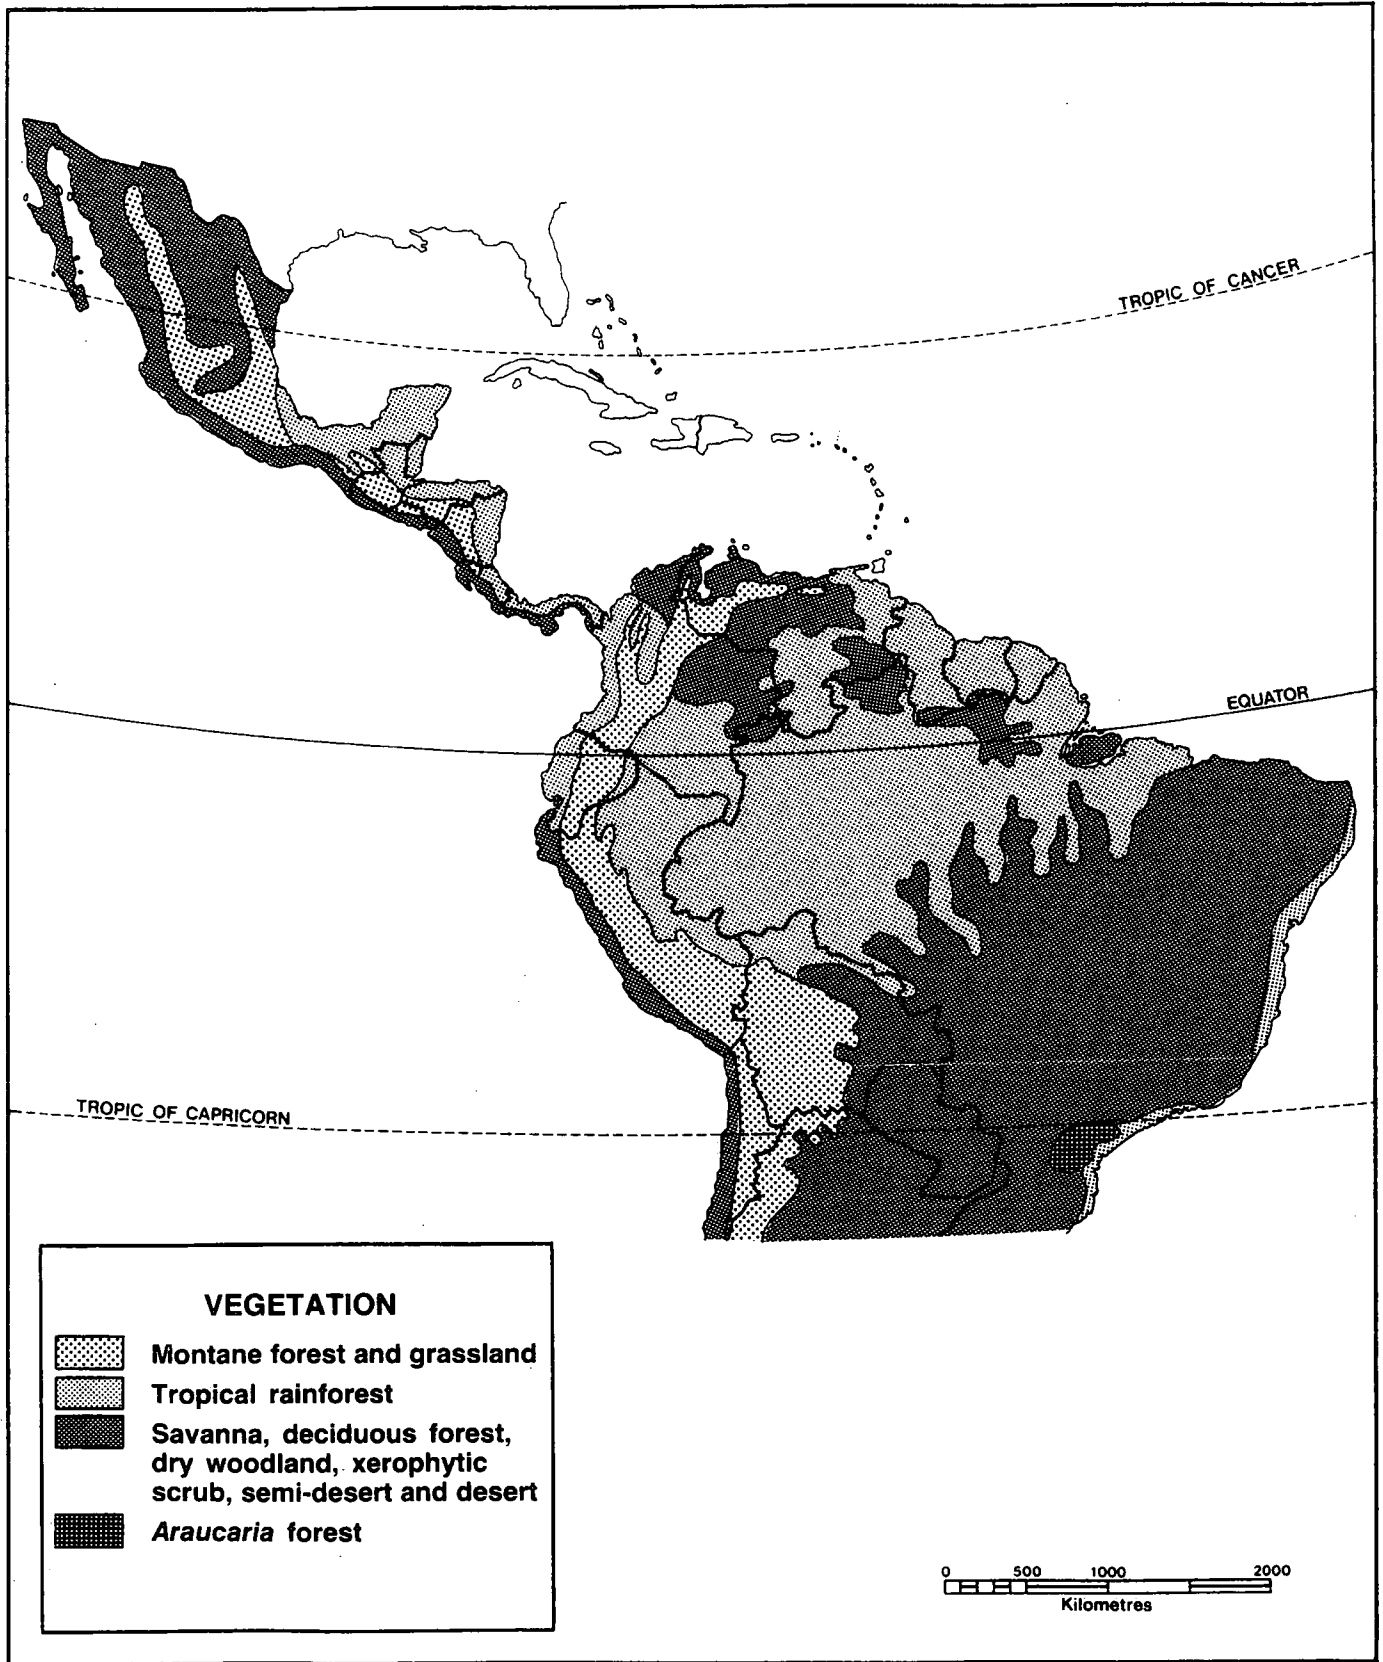 TROPIC OF CANCER
EQUATOR
TROPIC OF CAPRICORN
VEGETATION
Montane forest and grassland
Tropical rainforest
Savanna, deciduous forest,
dry woodland, xerophytic
scrub, semi-desert and desert
Araucaria forest
0 500 1000 2000
Kilometres